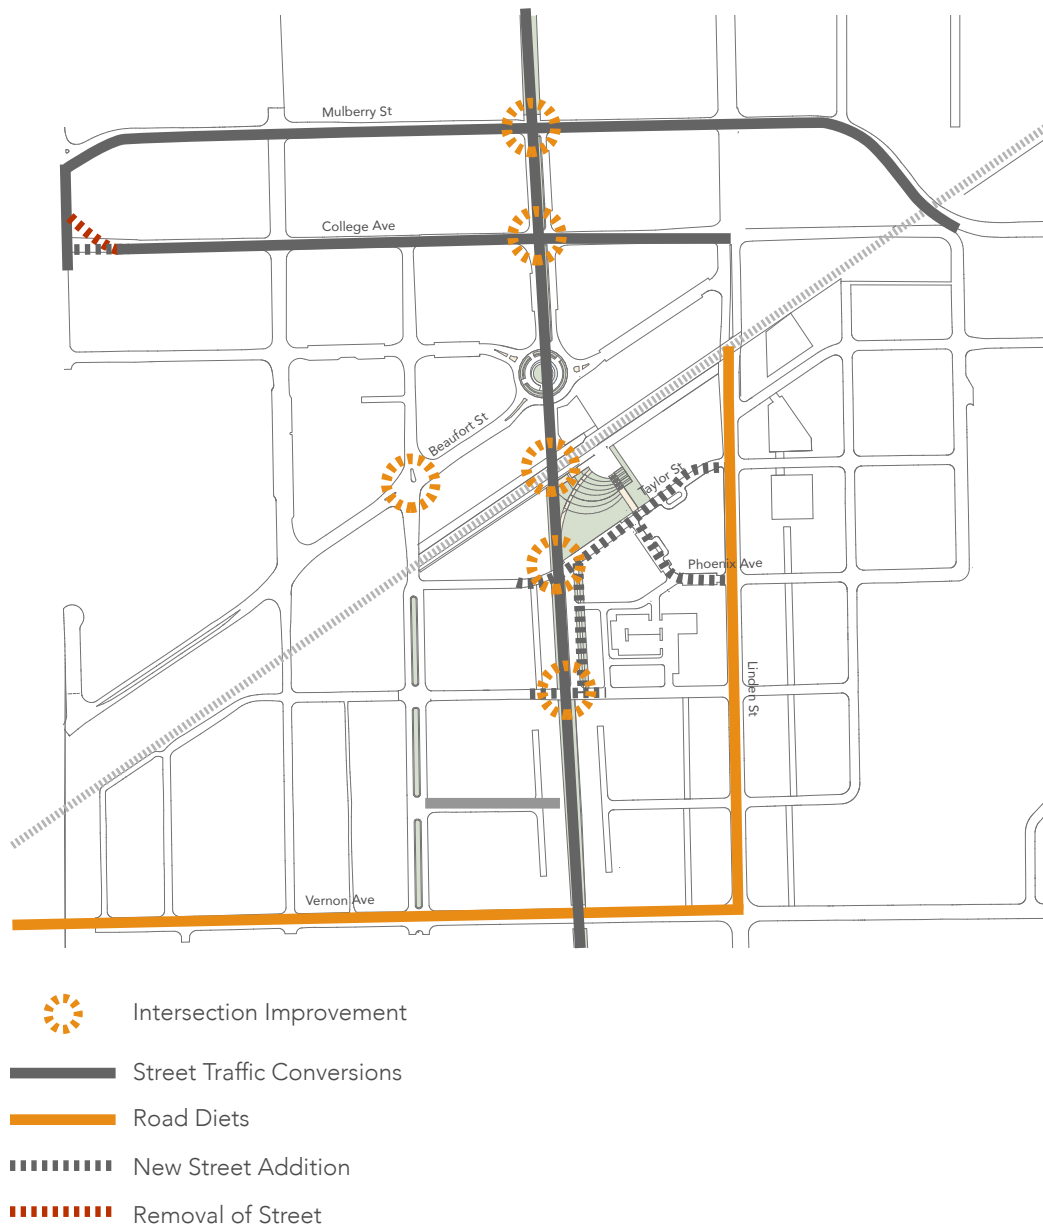 Mulberry St
College Ave
Beaufort St
Taylor St
Phoenix Ave
Linden St
Vernon Ave
Intersection Improvement
Street Traffic Conversions
Road Diets
New Street Addition
Removal of Street